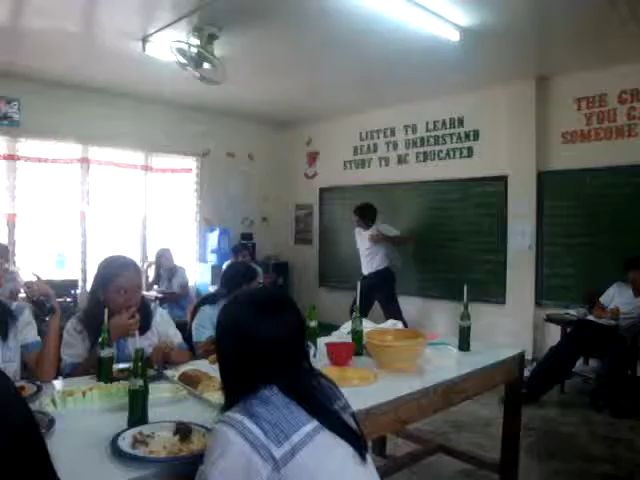 LISTEN TO LEARN
READ TO UNDERSTAND
STUDY TO BE EDUCATED
THE
YOU
SOMEONE